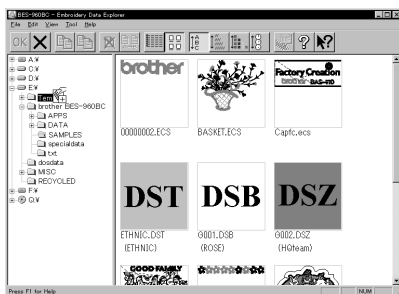 BES-960BC - Embroidery Data Explorer
File Edit View Tool Help
OK
A:¥
C:¥
D:¥
E:¥
Tem
brother BES-960BC
APPS
DATA
SAMPLES
specialdata
txt
dosdata
MISC
RECYCLED
F:¥
Q:¥
brother
Factory Creation
brother BAS-410
00000002.ECS BASKET.ECS Capfc.ecs
DST DSB DSZ
ETHNIC.DST G001.DSB G002.DSZ
(ETHNIC) (ROSE) (HQteam)
GOOD FAMILY
Press F1 for Help NUM